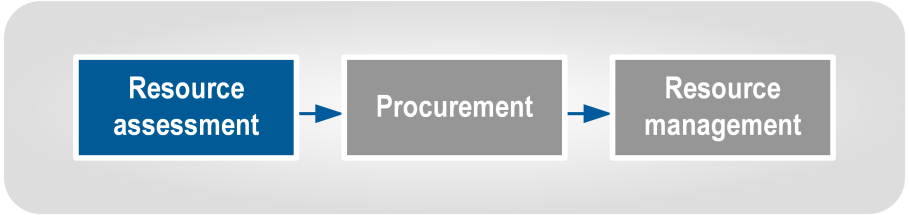 Resource
assessment
Procurement
Resource
management